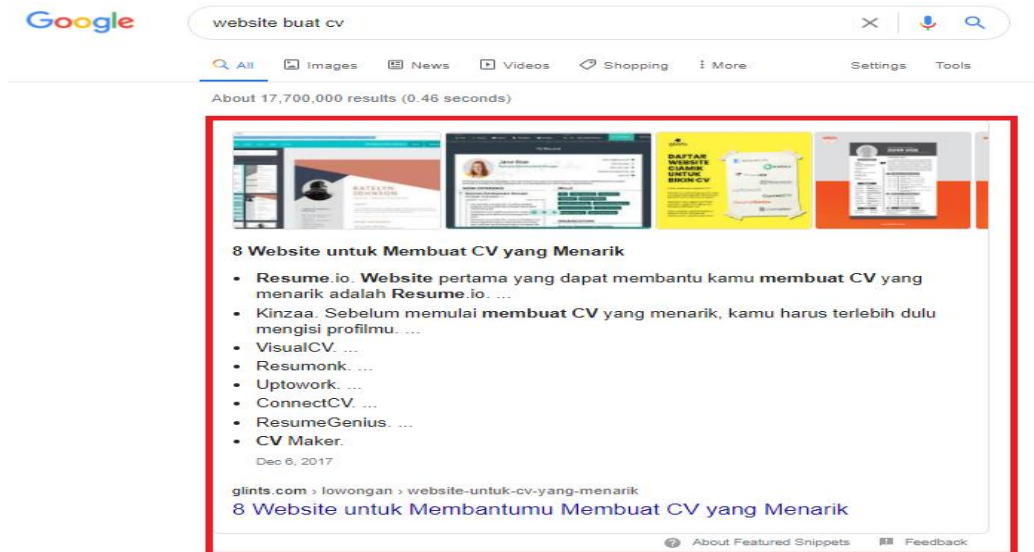 Google
website buat cv
All Images News Videos Shopping More Settings Tools
About 17,700,000 results (0.46 seconds)
KATELYN
JOHNSON
glints
DAFTAR
WEBSITE
CIAMIK
UNTUK
BIKIN CV
8 Website untuk Membuat CV yang Menarik
• Resume.io. Website pertama yang dapat membantu kamu membuat CV yang
menarik adalah Resume.io. ...
• Kinzaa. Sebelum memulai membuat CV yang menarik, kamu harus terlebih dulu
mengisi profilmu. ...
• VisualCV. ...
• Resumonk. ...
• Uptowork. ...
• ConnectCV. ...
• ResumeGenius. ...
• CV Maker.
Dec 6, 2017
glints.com › lowongan › website-untuk-cv-yang-menarik
8 Website untuk Membantumu Membuat CV yang Menarik
About Featured Snippets Feedback